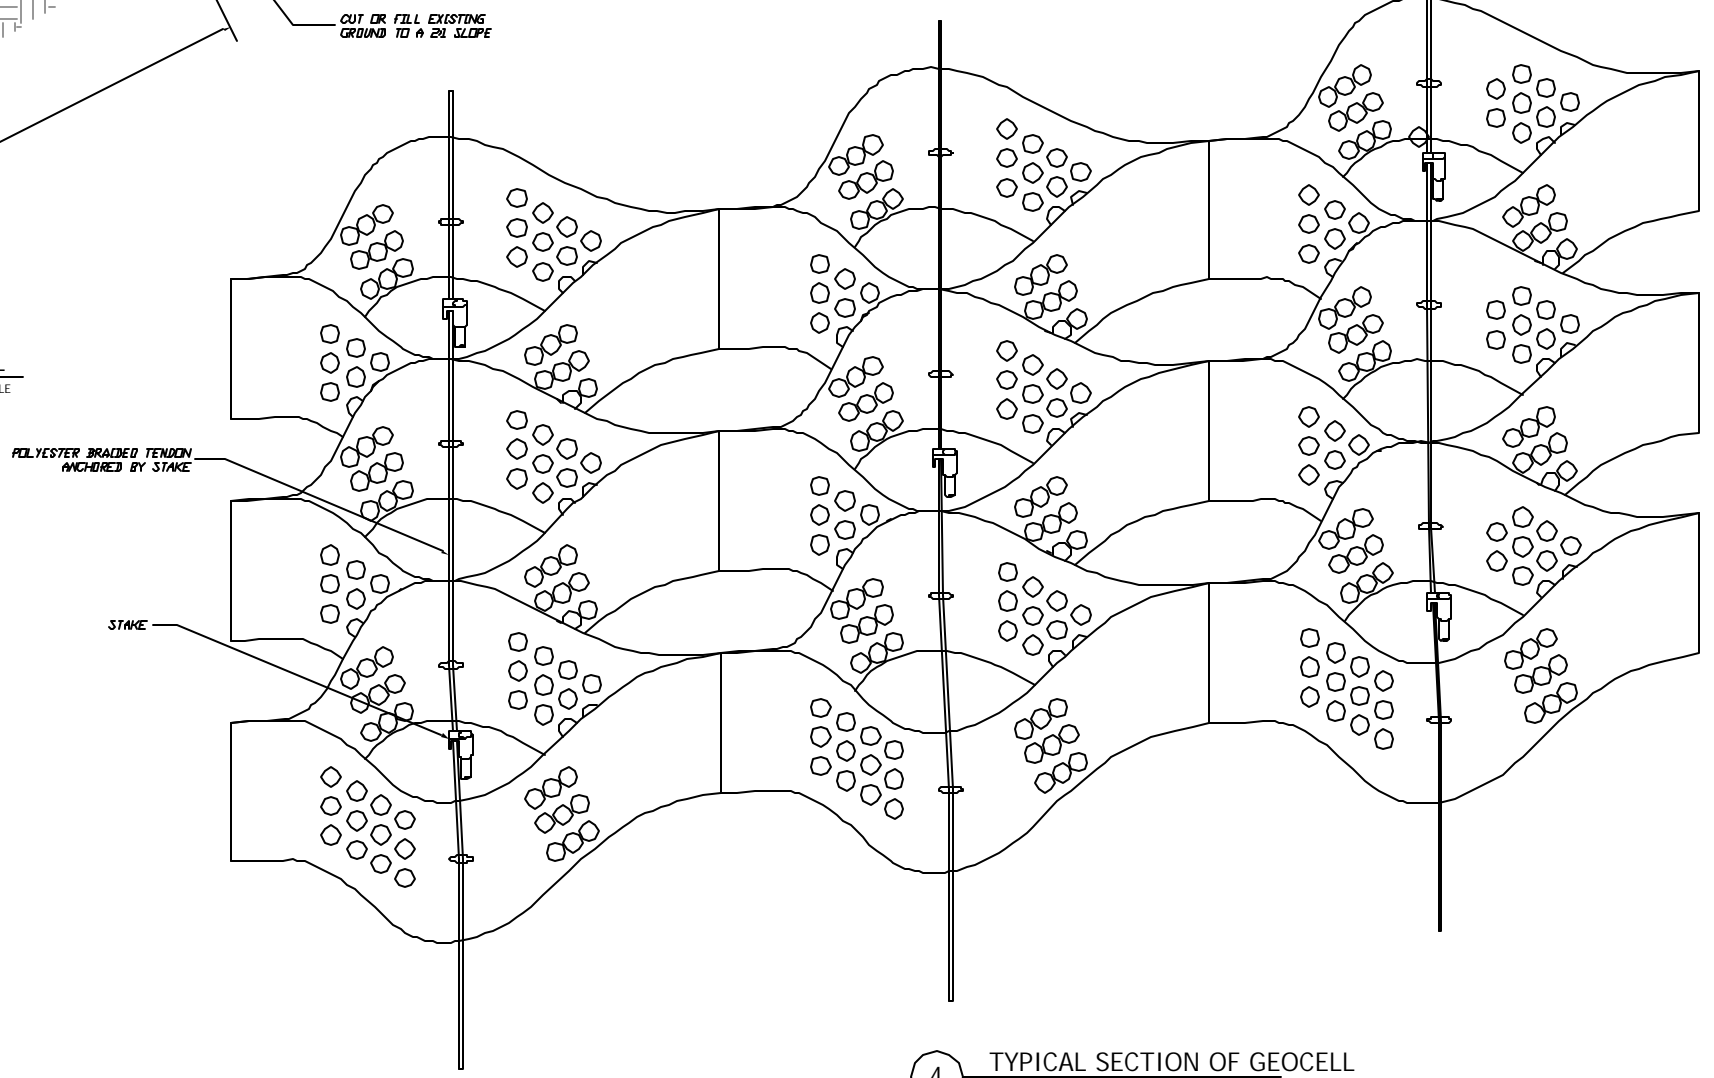 CUT OR FILL EXISTING
GROUND TO A 2:1 SLOPE
LE
POLYESTER BRAIDED TENDON
ANCHORED BY STAKE
STAKE
4
TYPICAL SECTION OF GEOCELL